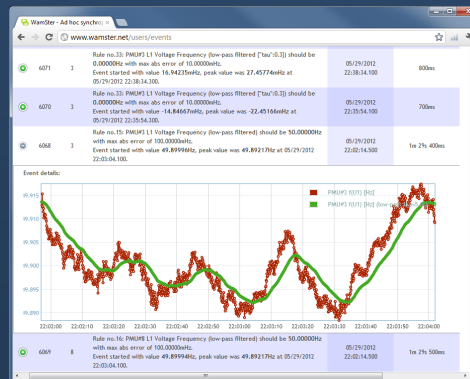 WamSter - Ad hoc synchrop
www.wamster.net/users/events
6071 3 Rule no.33: PMU#3 L1 Voltage Frequency (low-pass filtered ["tau":0.3]) should be
0.00000Hz with max abs error of 10.00000mHz.
Event started with value 16.94235mHz, peak value was 27.45774mHz at
05/29/2012 22:38:34.300.
05/29/2012
22:38:34.100
800ms
6070 3 Rule no.33: PMU#3 L1 Voltage Frequency (low-pass filtered ["tau":0.3]) should be
0.00000Hz with max abs error of 10.00000mHz.
Event started with value -14.84667mHz, peak value was -22.45166mHz at
05/29/2012 22:35:54.300.
05/29/2012
22:35:54.100
700ms
6068 3 Rule no.15: PMU#3 L1 Voltage Frequency (low-pass filtered) should be 50.00000Hz
with max abs error of 100.00000mHz.
Event started with value 49.89996Hz, peak value was 49.89217Hz at 05/29/2012
22:03:04.100.
05/29/2012
22:02:14.500
1m 29s 400ms
Event details:
PMU#3 f(U1) [Hz]
PMU#3 f(U1) [Hz] (low-pass
49.915
49.910
49.905
49.900
49.895
49.890
22:02:00 22:02:10 22:02:20 22:02:30 22:02:40 22:02:50 22:03:00 22:03:10 22:03:20 22:03:30 22:03:40 22:03:50 22:04:00
6069 8 Rule no.16: PMU#8 L1 Voltage Frequency (low-pass filtered) should be 50.00000Hz
with max abs error of 100.00000mHz.
Event started with value 49.89994Hz, peak value was 49.89217Hz at 05/29/2012
22:03:04.100.
05/29/2012
22:02:14.500
1m 29s 500ms